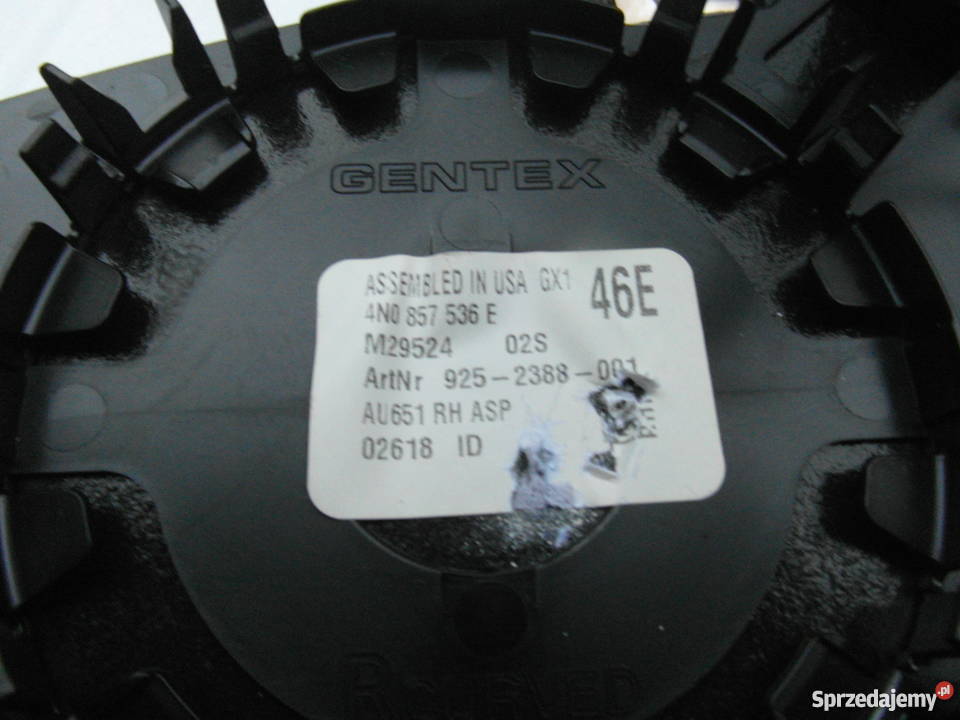 GENTEX
ASSEMBLED IN USA GX1 46E
4N0 857 536 E
M29524 02S
ArtNr 925-2388-001
AU651 RH ASP
02618 ID
Sprzedajemy.pl